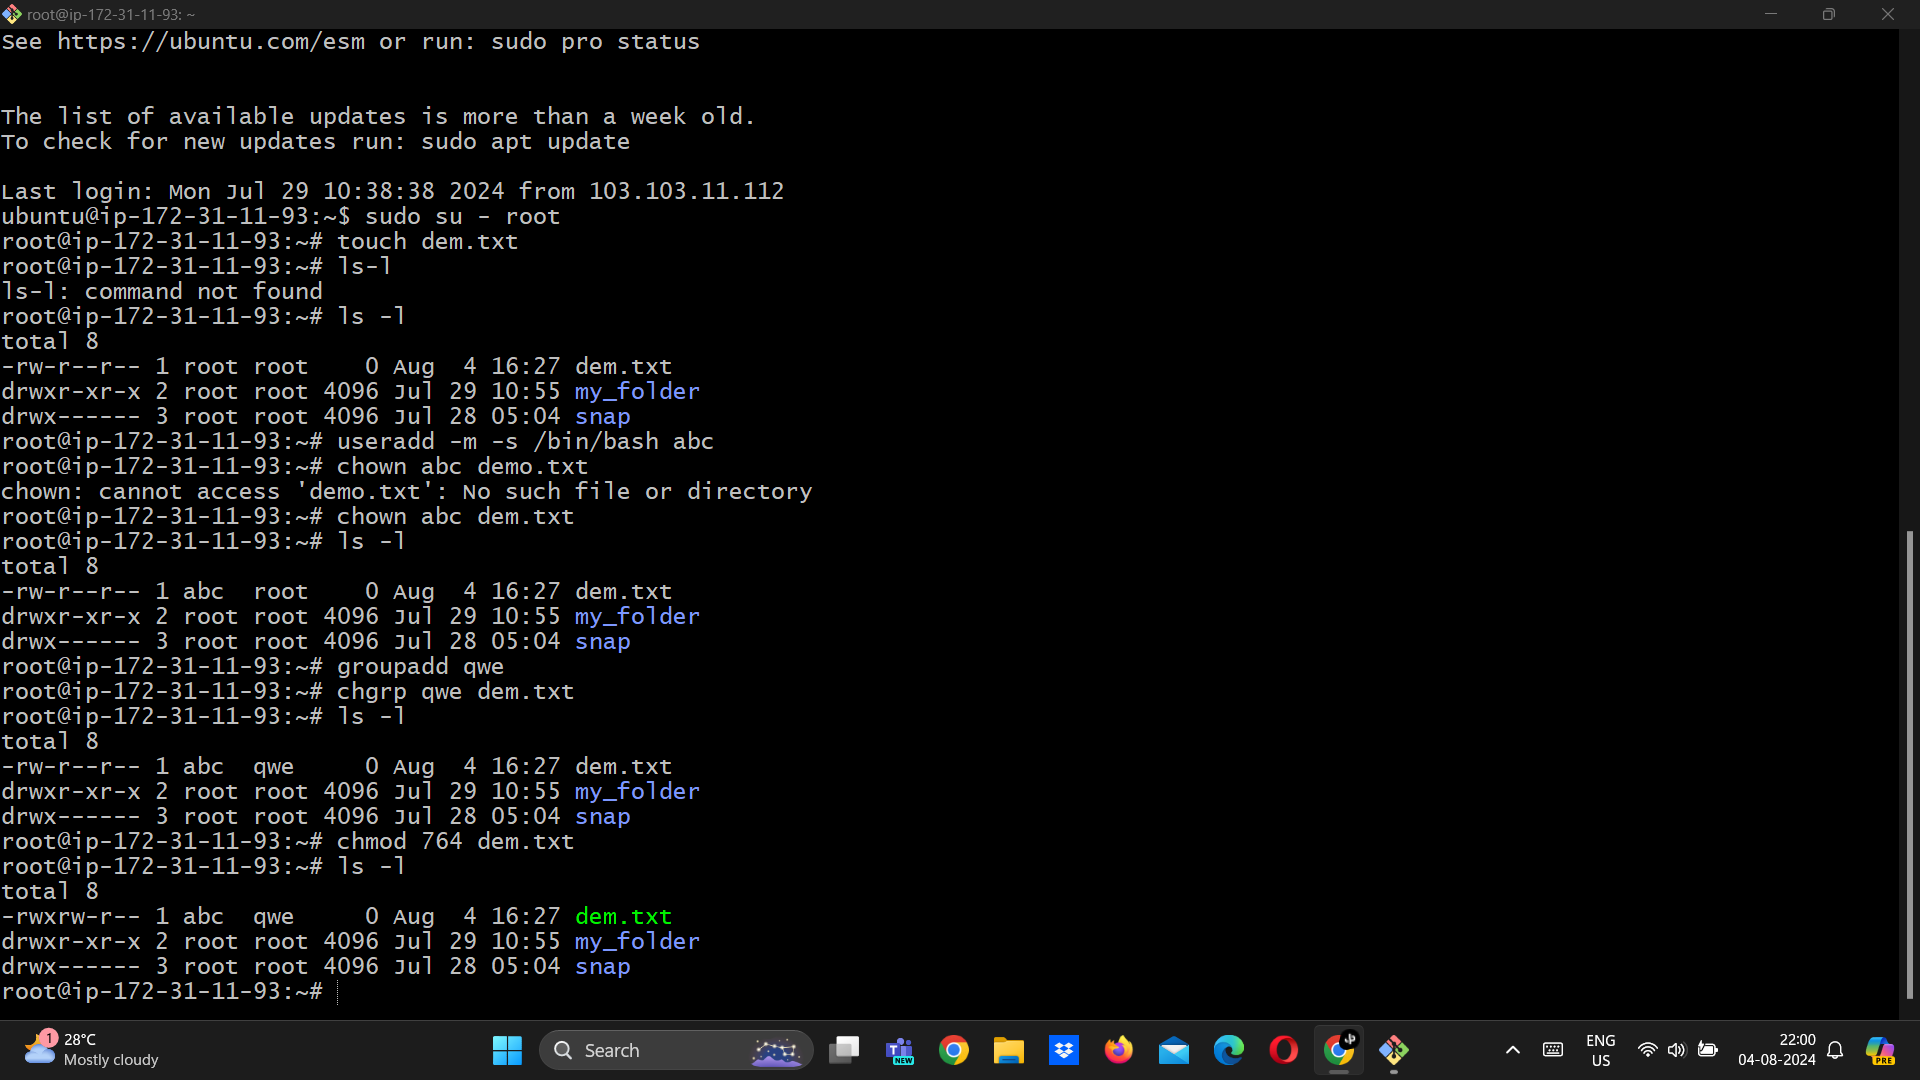 root@ip-172-31-11-93: ~
See https://ubuntu.com/esm or run: sudo pro status
The list of available updates is more than a week old.
To check for new updates run: sudo apt update
Last login: Mon Jul 29 10:38:38 2024 from 103.103.11.112
ubuntu@ip-172-31-11-93:~$ sudo su - root
root@ip-172-31-11-93:~# touch dem.txt
root@ip-172-31-11-93:~# ls-l
ls-l: command not found
root@ip-172-31-11-93:~# ls -l
total 8
-rw-r--r-- 1 root root    0 Aug  4 16:27 dem.txt
drwxr-xr-x 2 root root 4096 Jul 29 10:55 my_folder
drwx------ 3 root root 4096 Jul 28 05:04 snap
root@ip-172-31-11-93:~# useradd -m -s /bin/bash abc
root@ip-172-31-11-93:~# chown abc demo.txt
chown: cannot access 'demo.txt': No such file or directory
root@ip-172-31-11-93:~# chown abc dem.txt
root@ip-172-31-11-93:~# ls -l
total 8
-rw-r--r-- 1 abc  root    0 Aug  4 16:27 dem.txt
drwxr-xr-x 2 root root 4096 Jul 29 10:55 my_folder
drwx------ 3 root root 4096 Jul 28 05:04 snap
root@ip-172-31-11-93:~# groupadd qwe
root@ip-172-31-11-93:~# chgrp qwe dem.txt
root@ip-172-31-11-93:~# ls -l
total 8
-rw-r--r-- 1 abc  qwe     0 Aug  4 16:27 dem.txt
drwxr-xr-x 2 root root 4096 Jul 29 10:55 my_folder
drwx------ 3 root root 4096 Jul 28 05:04 snap
root@ip-172-31-11-93:~# chmod 764 dem.txt
root@ip-172-31-11-93:~# ls -l
total 8
-rwxrw-r-- 1 abc  qwe     0 Aug  4 16:27 dem.txt
drwxr-xr-x 2 root root 4096 Jul 29 10:55 my_folder
drwx------ 3 root root 4096 Jul 28 05:04 snap
root@ip-172-31-11-93:~#
1
28°C
Mostly cloudy
Search
T
NEW
ENG
US
22:00
04-08-2024
PRE